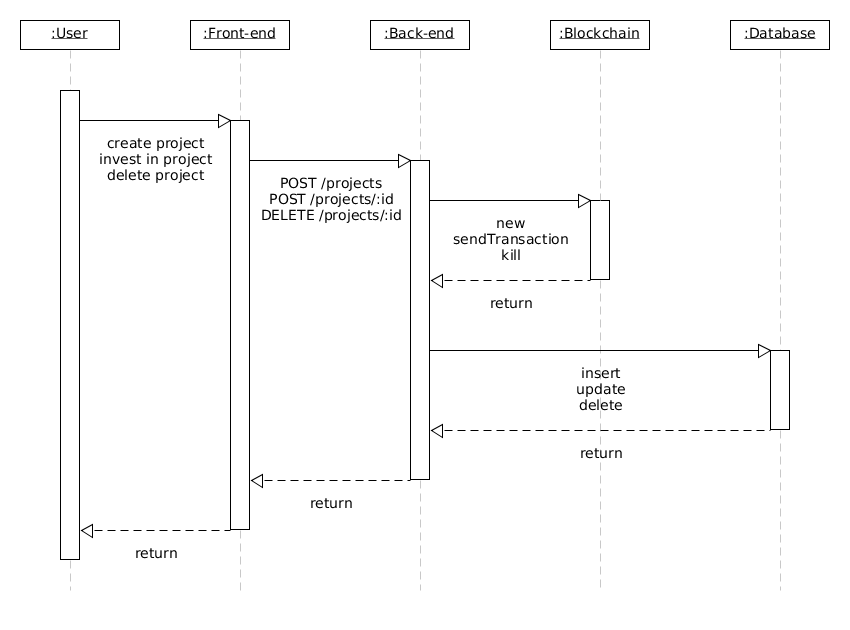 :User
:Front-end
:Back-end
:Blockchain
:Database
create project
invest in project
delete project
POST /projects
POST /projects/:id
DELETE /projects/:id
new
sendTransaction
kill
return
insert
update
delete
return
return
return